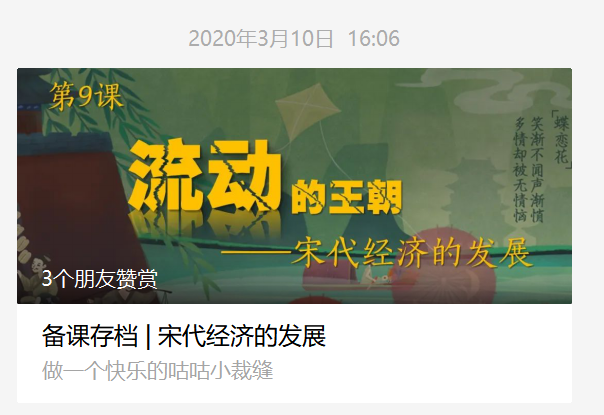 2020年3月10日 16:06
第9课
流动的王朝
——宋代经济的发展
「蝶恋花」
笑渐不闻声渐悄
多情却被无情恼
3个朋友赞赏
备课存档 | 宋代经济的发展
做一个快乐的咕咕小裁缝